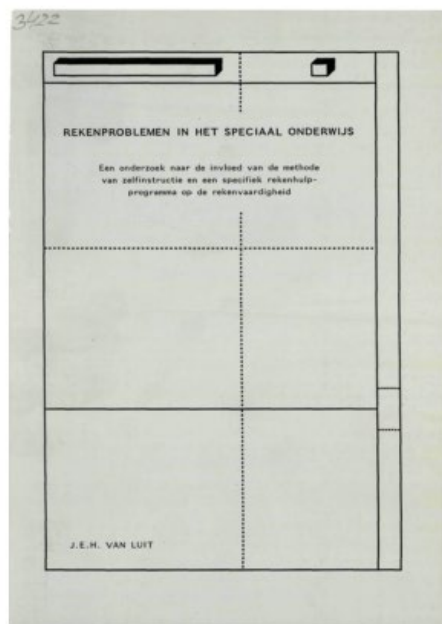 3422
REKENPROBLEMEN IN HET SPECIAAL ONDERWIJS
Een onderzoek naar de invloed van de methode
van zelfinstructie en een specifiek rekenhulp-
programma op de rekenvaardigheid
J.E.H. VAN LUIT